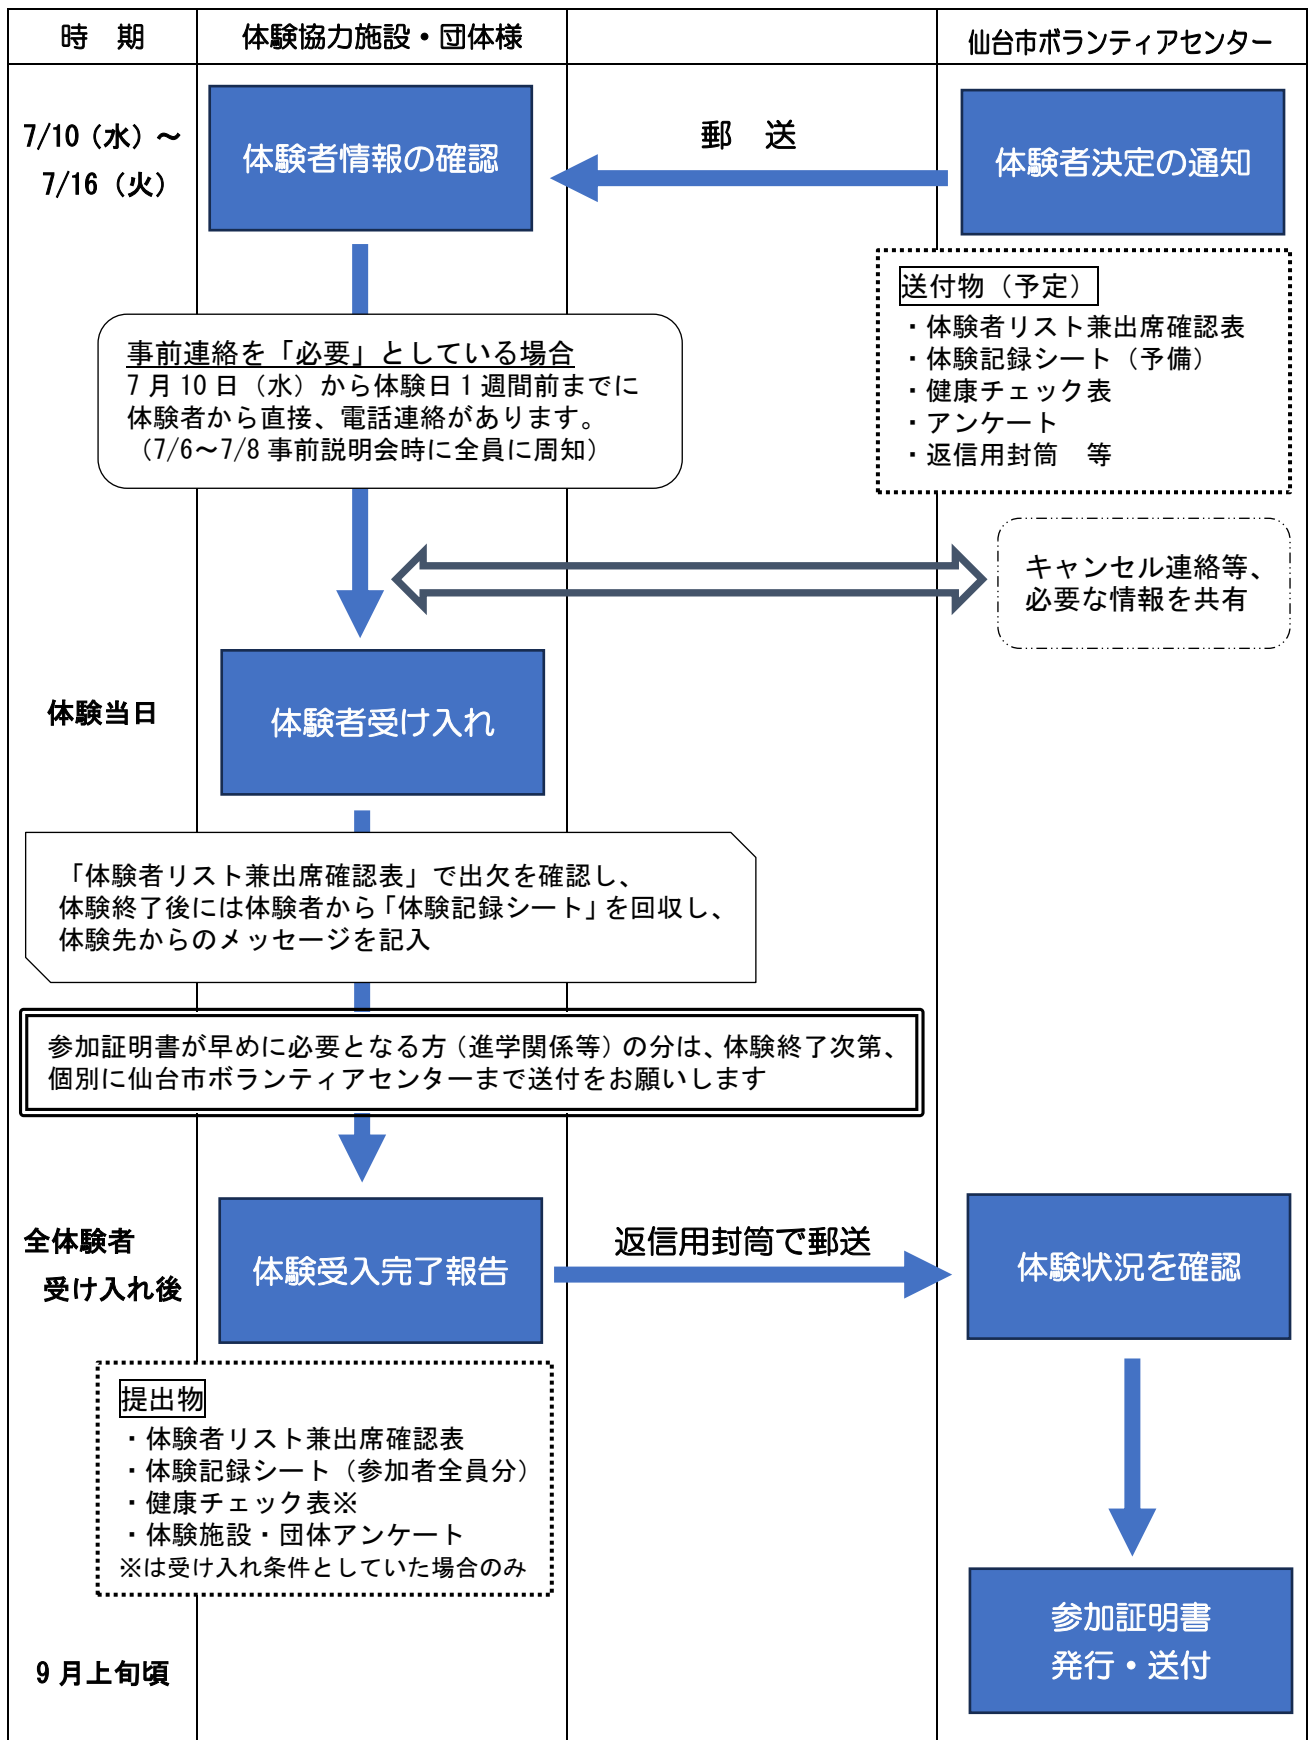 時　期
体験協力施設・団体様
仙台市ボランティアセンター
7/10（水）～
7/16（火）
体験者情報の確認
郵　送
体験者決定の通知
送付物（予定）
・体験者リスト兼出席確認表
・体験記録シート（予備）
・健康チェック表
・アンケート
・返信用封筒　等
事前連絡を「必要」としている場合
7月10日（水）から体験日1週間前までに
体験者から直接、電話連絡があります。
（7/6～7/8事前説明会時に全員に周知）
キャンセル連絡等、
必要な情報を共有
体験当日
体験者受け入れ
「体験者リスト兼出席確認表」で出欠を確認し、
体験終了後には体験者から「体験記録シート」を回収し、
体験先からのメッセージを記入
参加証明書が早めに必要となる方（進学関係等）の分は、体験終了次第、
個別に仙台市ボランティアセンターまで送付をお願いします
全体験者
受け入れ後
体験受入完了報告
返信用封筒で郵送
体験状況を確認
提出物
・体験者リスト兼出席確認表
・体験記録シート（参加者全員分）
・健康チェック表※
・体験施設・団体アンケート
※は受け入れ条件としていた場合のみ
9月上旬頃
参加証明書
発行・送付